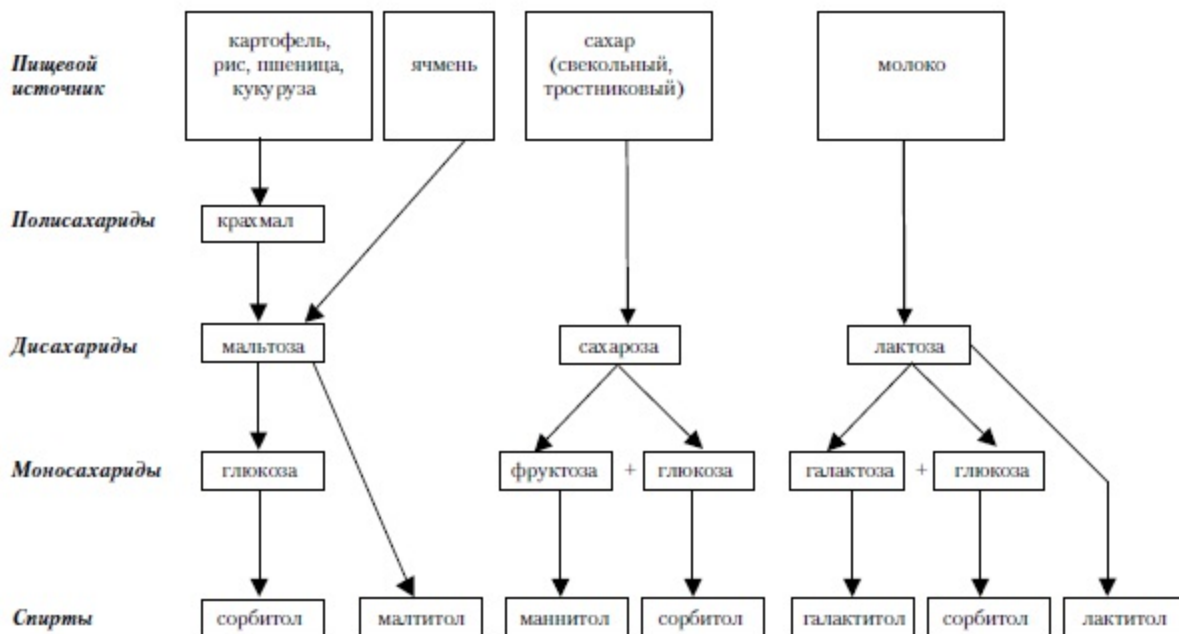 Пищевой
источник
картофель,
рис, пшеница,
кукуруза
ячмень
сахар
(свекольный,
тростниковый)
молоко
Полисахариды
крахмал
Дисахариды
мальтоза
сахароза
лактоза
Моносахариды
глюкоза
фруктоза + глюкоза
галактоза + глюкоза
Спирты
сорбитол
малтитол
маннитол
сорбитол
галактитол
сорбитол
лактитол